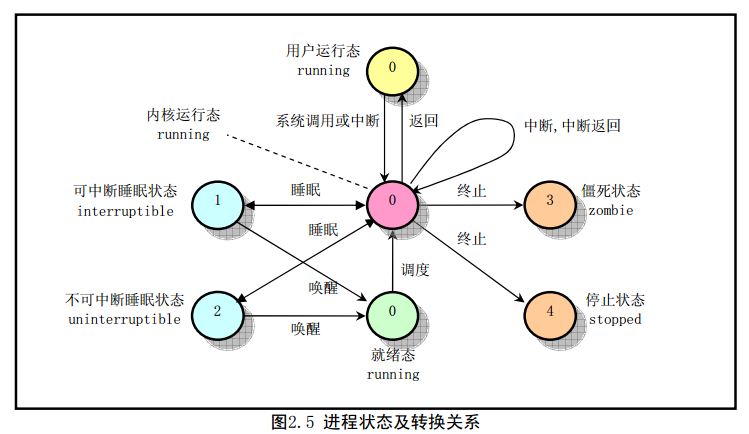 用户运行态
running
0
内核运行态
running
系统调用或中断
返回
中断,中断返回
可中断睡眠状态
interruptible
1
睡眠
0
终止
3
僵死状态
zombie
睡眠
终止
不可中断睡眠状态
uninterruptible
2
唤醒
唤醒
调度
0
就绪态
running
4
停止状态
stopped
图2.5 进程状态及转换关系